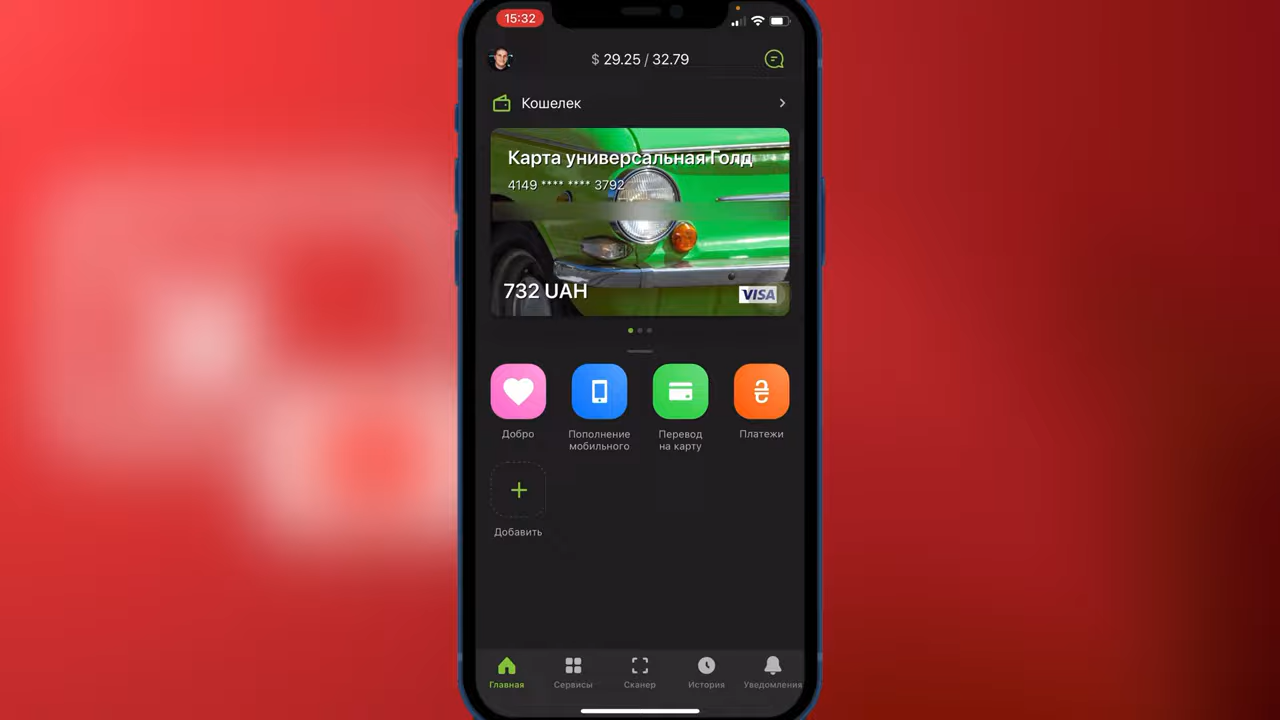 15:32
$ 29.25 / 32.79
Кошелек
Карта универсальная Голд
4149 **** **** 3792
732 UAH
VISA
Добро
Пополнение
мобильного
Перевод
на карту
Платежи
Добавить
Главная
Сервисы
Сканер
История
Уведомления